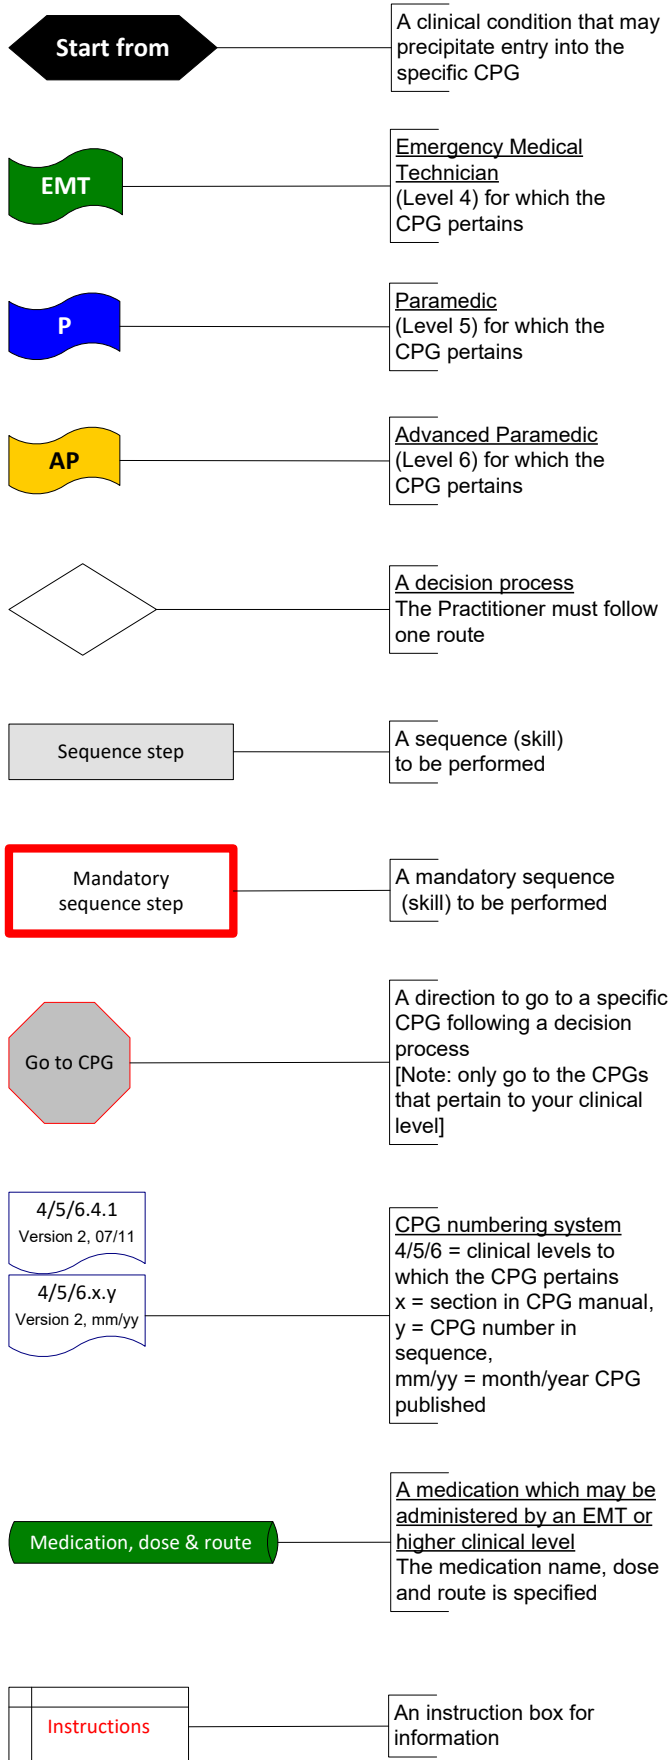 Start from
A clinical condition that may
precipitate entry into the
specific CPG
EMT
Emergency Medical
Technician
(Level 4) for which the
CPG pertains
P
Paramedic
(Level 5) for which the
CPG pertains
AP
Advanced Paramedic
(Level 6) for which the
CPG pertains
A decision process
The Practitioner must follow
one route
Sequence step
A sequence (skill)
to be performed
Mandatory
sequence step
A mandatory sequence
(skill) to be performed
Go to CPG
A direction to go to a specific
CPG following a decision
process
[Note: only go to the CPGs
that pertain to your clinical
level]
4/5/6.4.1
Version 2, 07/11
4/5/6.x.y
Version 2, mm/yy
CPG numbering system
4/5/6 = clinical levels to
which the CPG pertains
x = section in CPG manual,
y = CPG number in
sequence,
mm/yy = month/year CPG
published
Medication, dose & route
A medication which may be
administered by an EMT or
higher clinical level
The medication name, dose
and route is specified
Instructions
An instruction box for
information